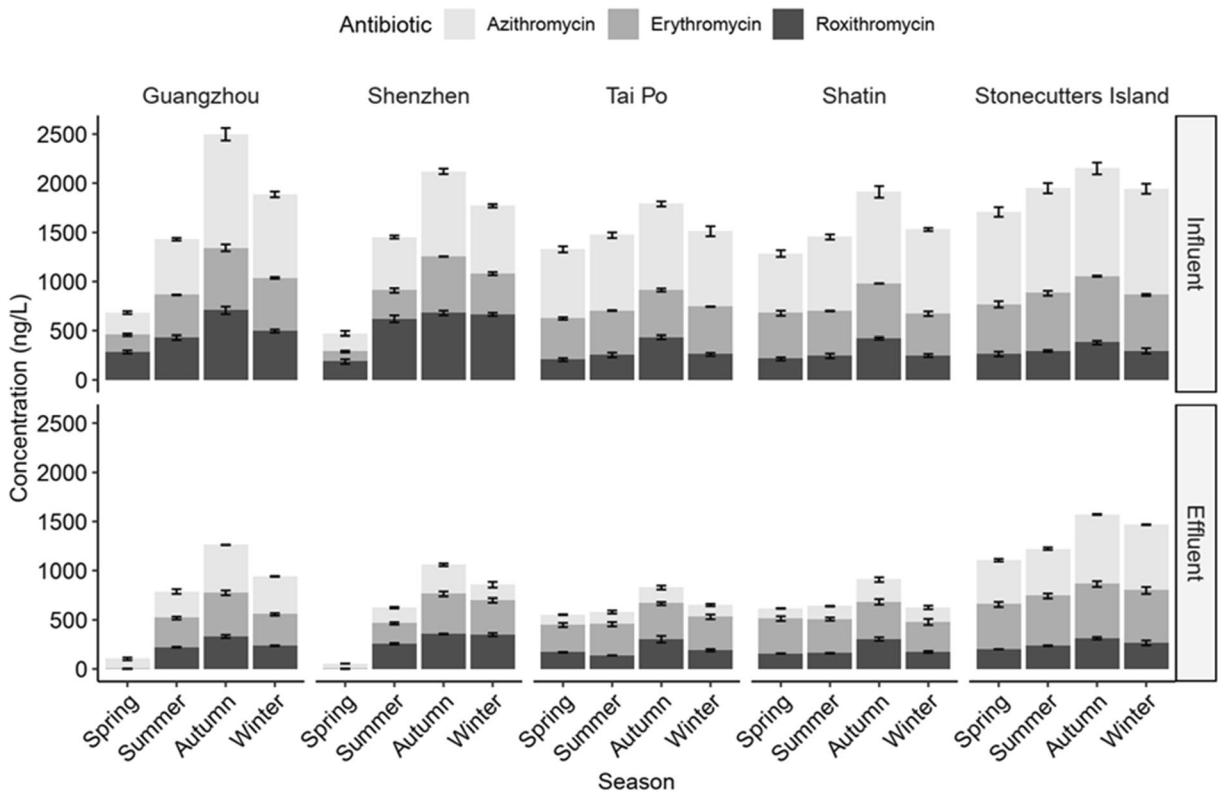 Antibiotic Azithromycin Erythromycin Roxithromycin
Guangzhou Shenzhen Tai Po Shatin Stonecutters Island
2500
2000
1500
1000
500
0
Influent
Concentration (ng/L)
2500
2000
1500
1000
500
0
Effluent
Spring Summer Autumn Winter Spring Summer Autumn Winter Spring Summer Autumn Winter Spring Summer Autumn Winter Spring Summer Autumn Winter
Season